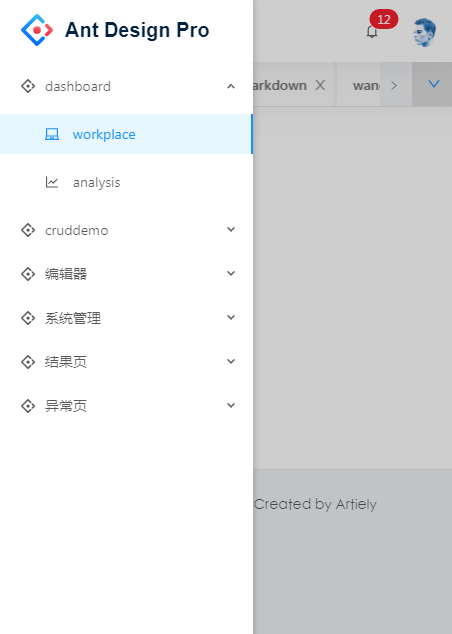 Ant Design Pro
12
dashboard
arkdown
workplace
analysis
cruddemo
编辑器
系统管理
结果页
异常页
Created by Artiely